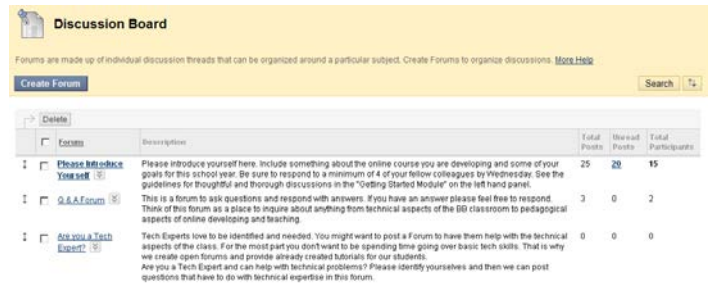 Discussion Board
Forums are made up of individual discussion threads that can be organized around a particular subject. Create Forums to organize discussions. More Help
Create Forum
Search
Delete
Forum Description Total Posts Unread Posts Total Participants
Please Introduce Please introduce yourself here. Include something about the online course you are developing and some of your 25 20 15
Yourself goals for this school year. Be sure to respond to a minimum of 4 of your fellow colleagues by Wednesday. See the
guidelines for thoughtful and thorough discussions in the "Getting Started Module" on the left hand panel.
Q & A Forum This is a forum to ask questions and respond with answers. If you have an answer please feel free to respond. 3 0 2
Think of this forum as a place to inquire about anything from technical aspects of the BB classroom to pedagogical
aspects of online developing and teaching.
Are you a Tech Tech Experts love to be identified and needed. You might want to post a Forum to have them help with the technical 0 0 0
Expert? aspects of the class. For the most part you don't want to be spending time going over basic tech skills. That is why
we create open forums and provide already created tutorials for our students.
Are you a Tech Expert and can help with technical problems? Please identify yourselves and then we can post
questions that have to do with technical expertise in this forum.